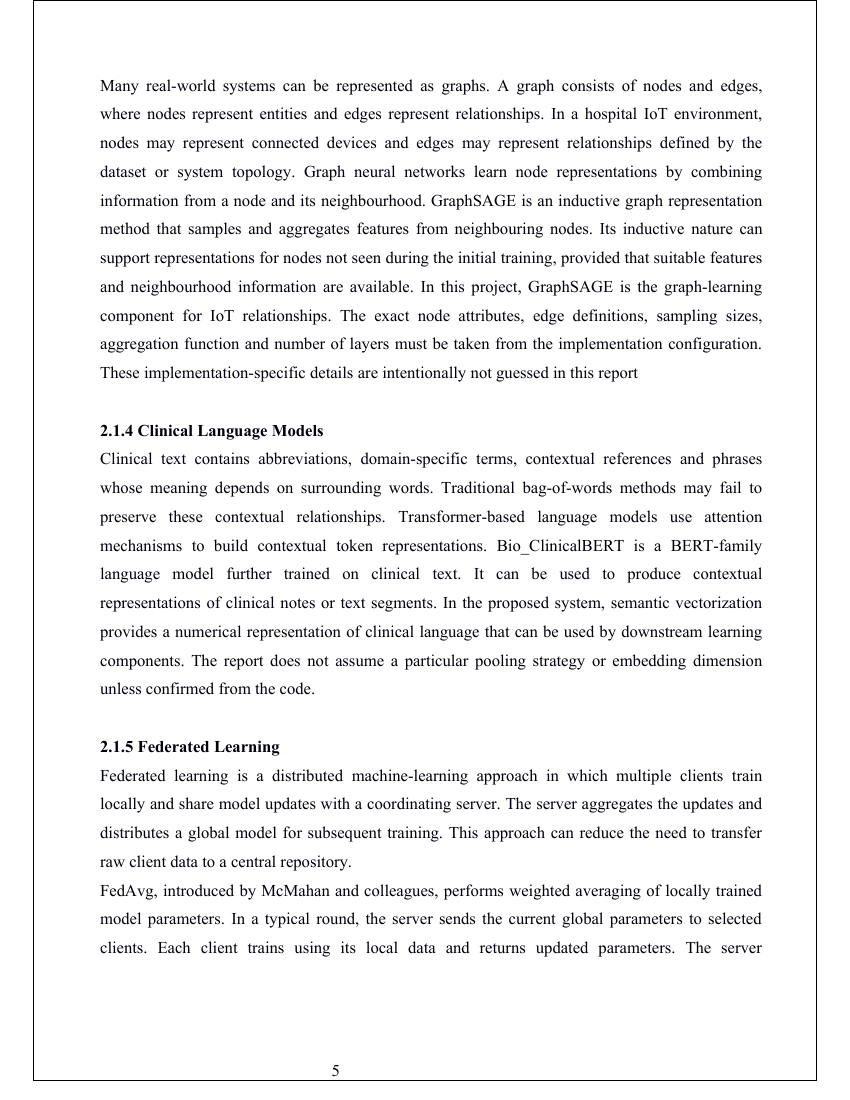 Many real-world systems can be represented as graphs. A graph consists of nodes and edges,
where nodes represent entities and edges represent relationships. In a hospital IoT environment,
nodes may represent connected devices and edges may represent relationships defined by the
dataset or system topology. Graph neural networks learn node representations by combining
information from a node and its neighbourhood. GraphSAGE is an inductive graph representation
method that samples and aggregates features from neighbouring nodes. Its inductive nature can
support representations for nodes not seen during the initial training, provided that suitable features
and neighbourhood information are available. In this project, GraphSAGE is the graph-learning
component for IoT relationships. The exact node attributes, edge definitions, sampling sizes,
aggregation function and number of layers must be taken from the implementation configuration.
These implementation-specific details are intentionally not guessed in this report
2.1.4 Clinical Language Models
Clinical text contains abbreviations, domain-specific terms, contextual references and phrases
whose meaning depends on surrounding words. Traditional bag-of-words methods may fail to
preserve these contextual relationships. Transformer-based language models use attention
mechanisms to build contextual token representations. Bio_ClinicalBERT is a BERT-family
language model further trained on clinical text. It can be used to produce contextual
representations of clinical notes or text segments. In the proposed system, semantic vectorization
provides a numerical representation of clinical language that can be used by downstream learning
components. The report does not assume a particular pooling strategy or embedding dimension
unless confirmed from the code.
2.1.5 Federated Learning
Federated learning is a distributed machine-learning approach in which multiple clients train
locally and share model updates with a coordinating server. The server aggregates the updates and
distributes a global model for subsequent training. This approach can reduce the need to transfer
raw client data to a central repository.
FedAvg, introduced by McMahan and colleagues, performs weighted averaging of locally trained
model parameters. In a typical round, the server sends the current global parameters to selected
clients. Each client trains using its local data and returns updated parameters. The server
5